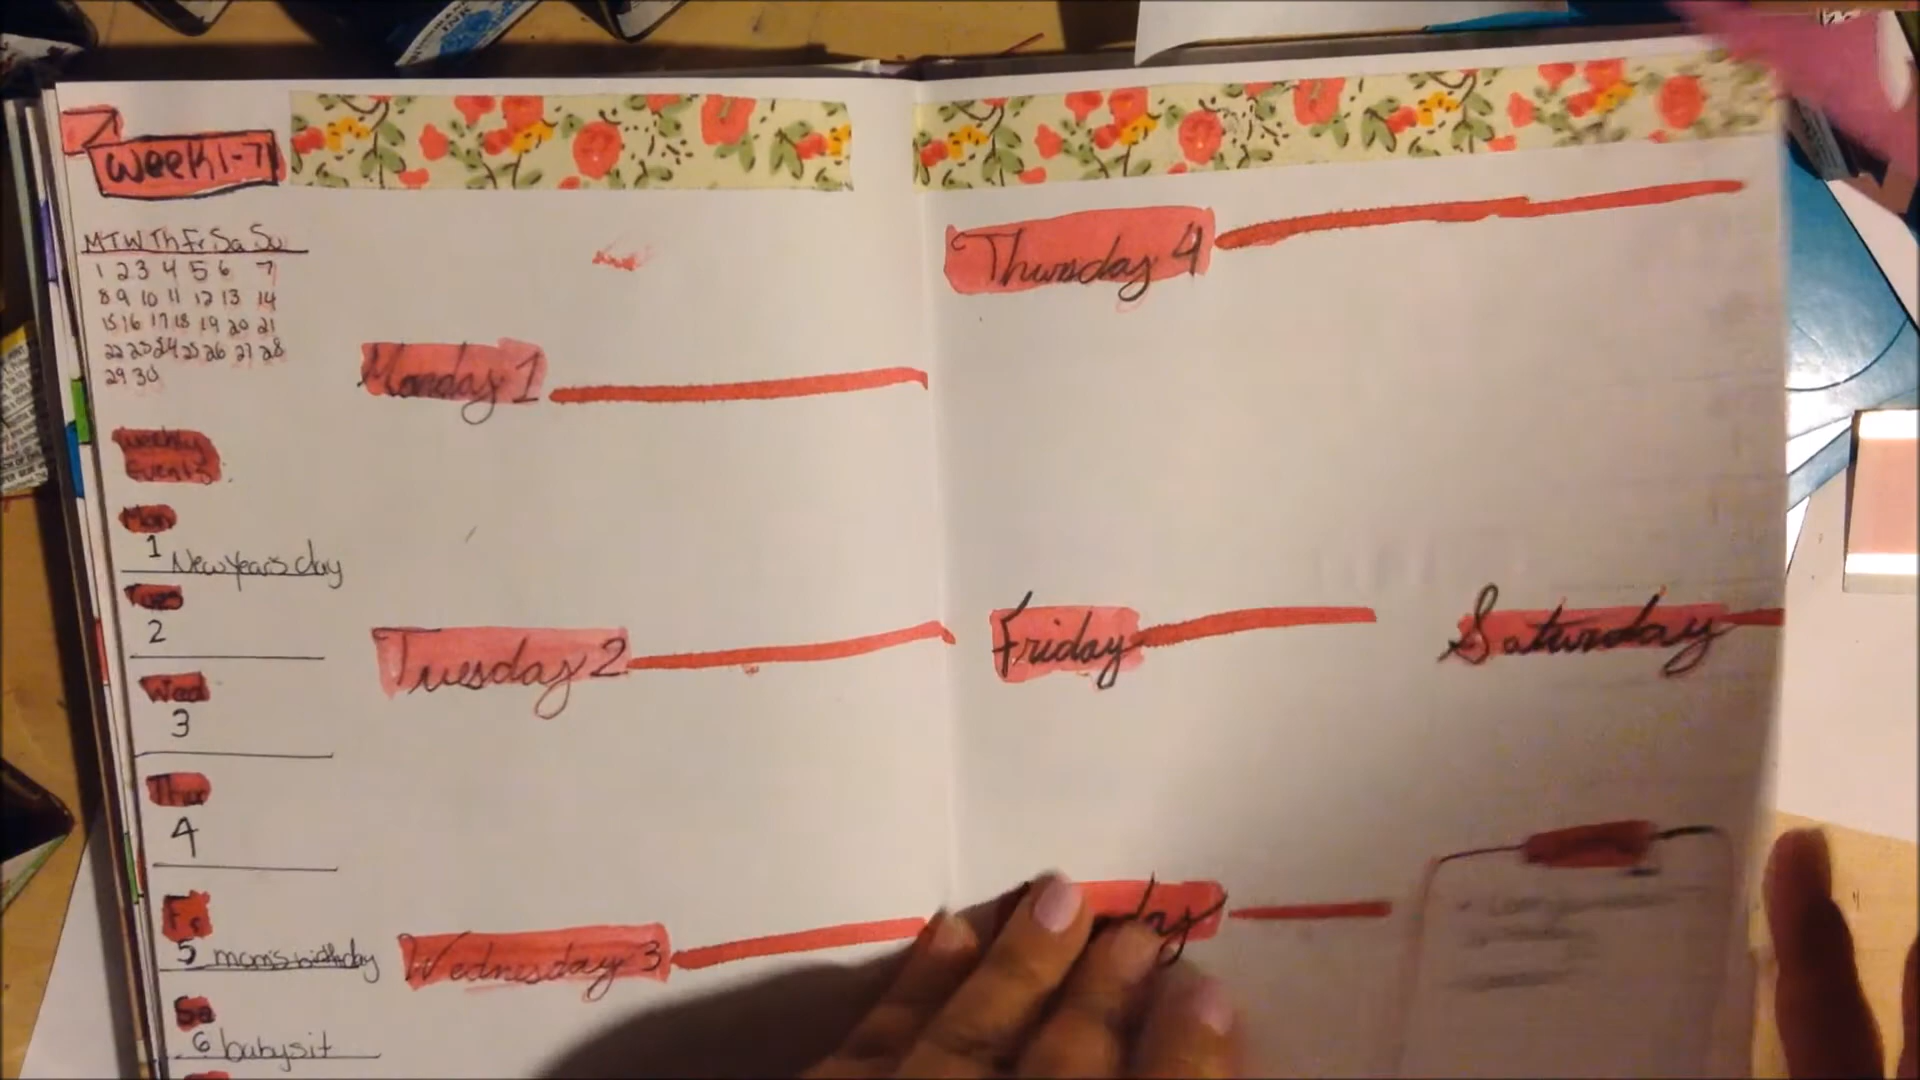 Week 1-7
M T W Th Fr Sa Su
1 2 3 4 5 6 7
8 9 10 11 12 13 14
15 16 17 18 19 20 21
22 23 24 25 26 27 28
29 30
Weekly
Events
Mon
1 New Years day
Tues
2
Wed
3
Thur
4
Fr
5 mom's birthday
Sa
6 babysit
Monday 1
Tuesday 2
Wednesday 3
Thursday 4
Friday
Saturday